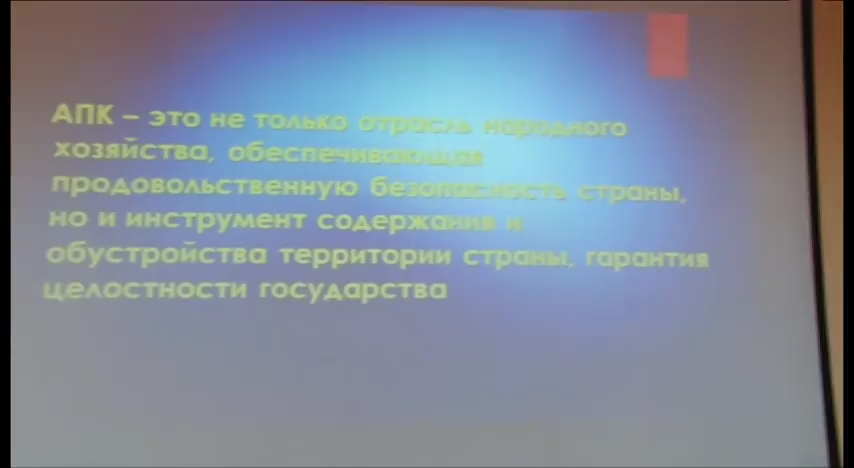 АПК – это не только отрасль народного
хозяйства, обеспечивающая
продовольственную безопасность страны,
но и инструмент содержания и
обустройства территории страны, гарантия
целостности государства